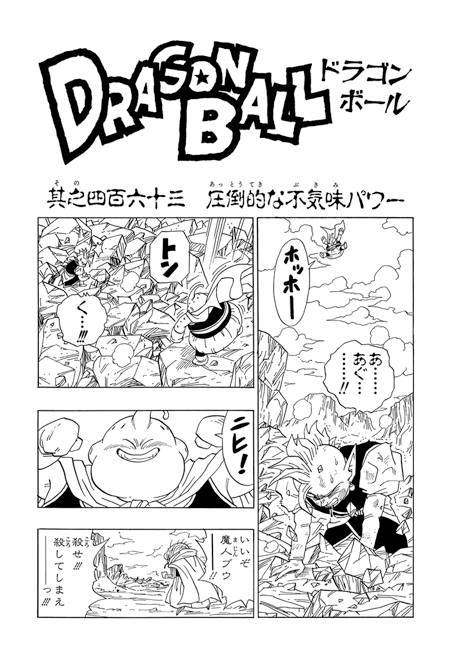 DRAGON BALL
ドラゴンボール
其之四百六十三　圧倒的な不気味パワー
ホッホー
あ……
あぐ……!!!
トン
く…!!!
ニヒ！
いいぞ
魔人ブウ
殺せ!!!
殺してしまえ
――っ!!!